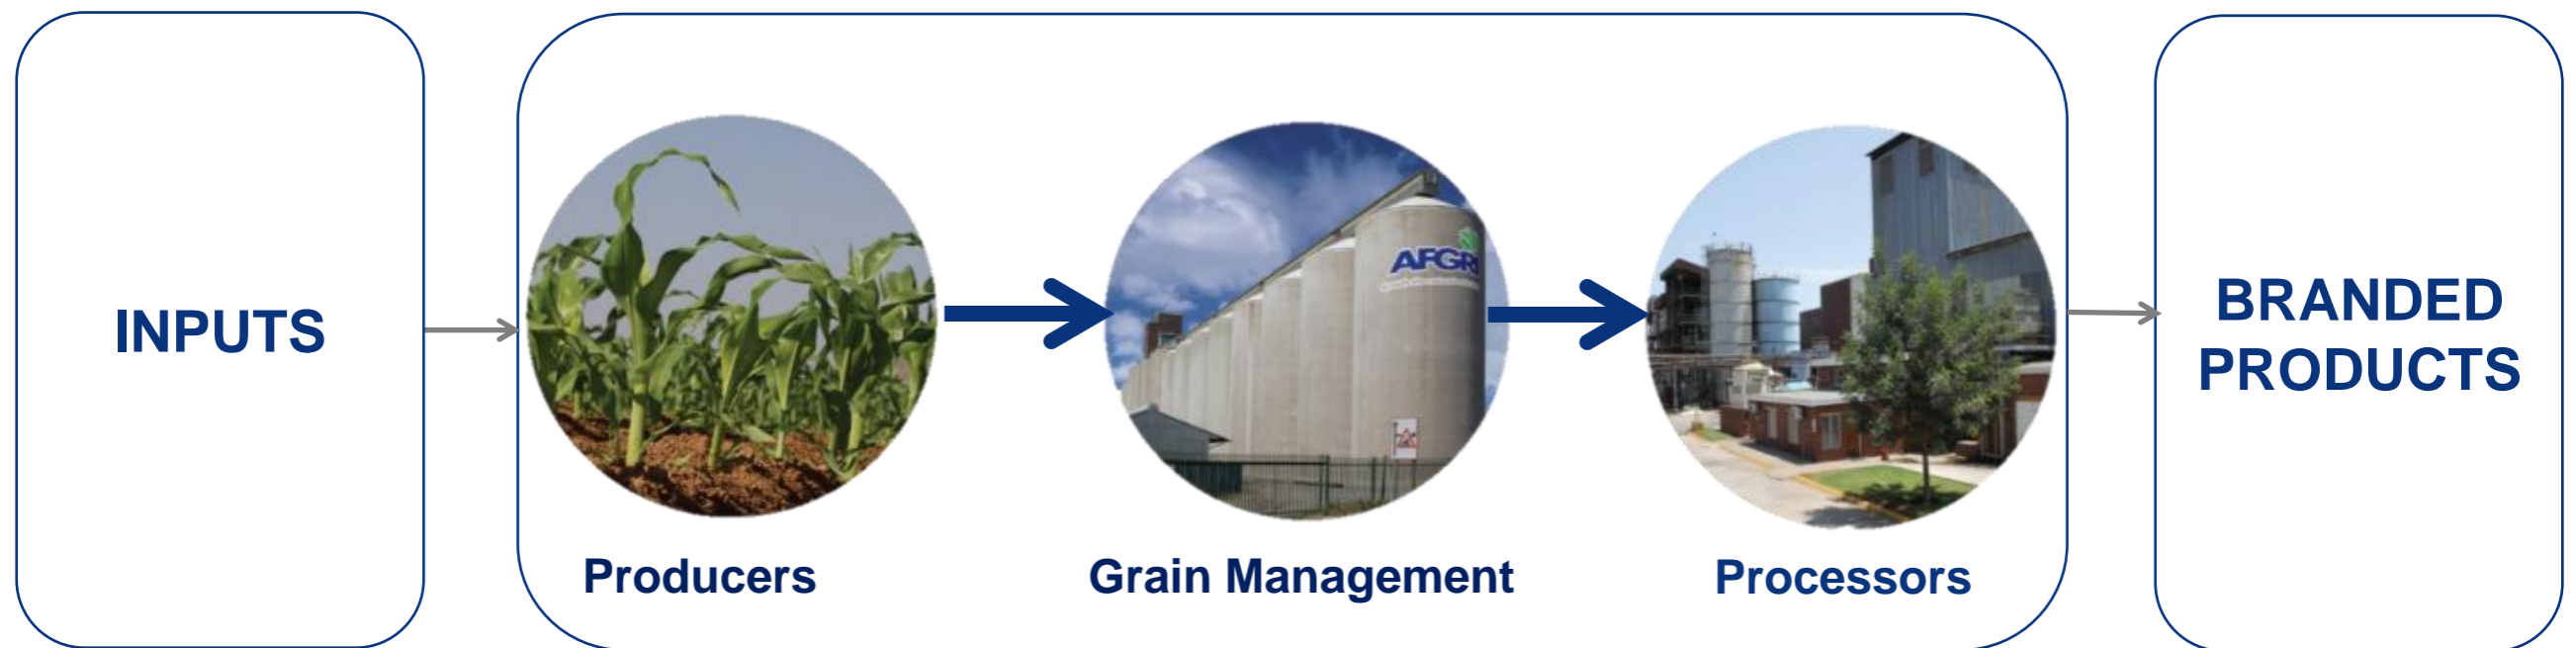 INPUTS
AFGRI
BRANDED
PRODUCTS
Producers
Grain Management
Processors